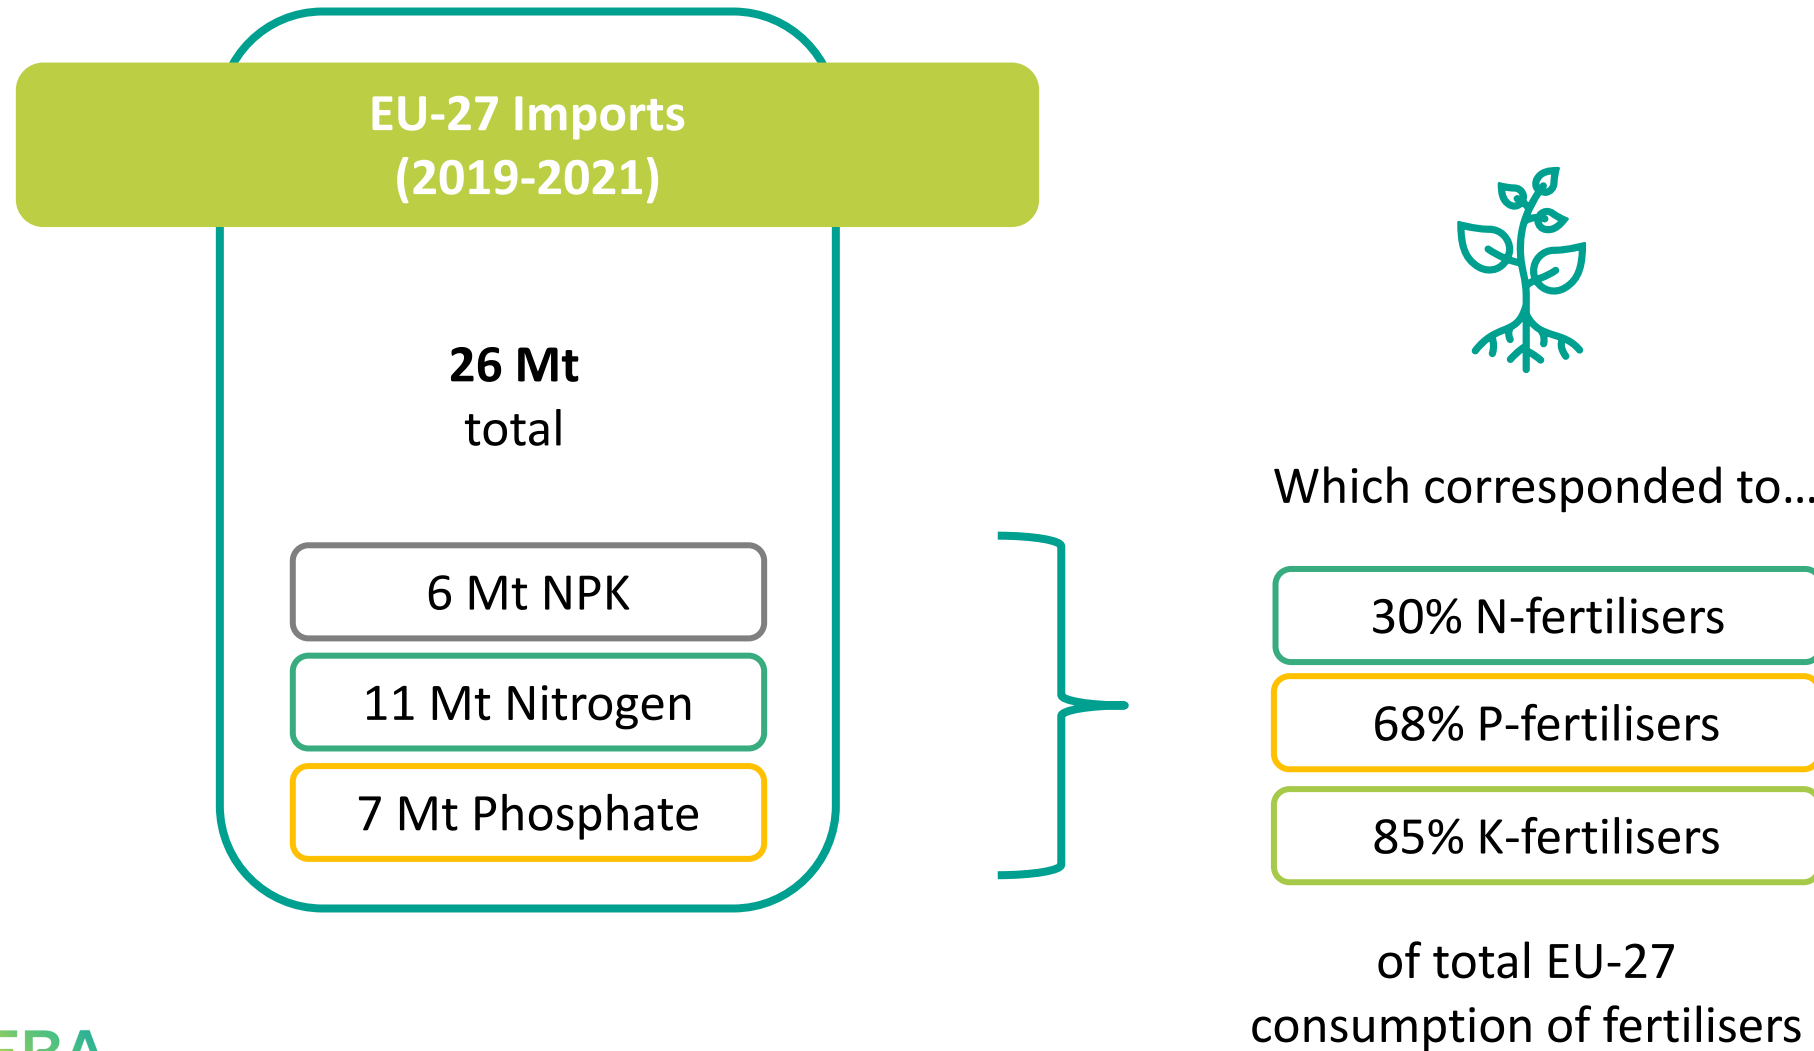 EU-27 Imports
(2019-2021)
26 Mt
total
6 Mt NPK
11 Mt Nitrogen
7 Mt Phosphate
Which corresponded to...
30% N-fertilisers
68% P-fertilisers
85% K-fertilisers
of total EU-27
consumption of fertilisers